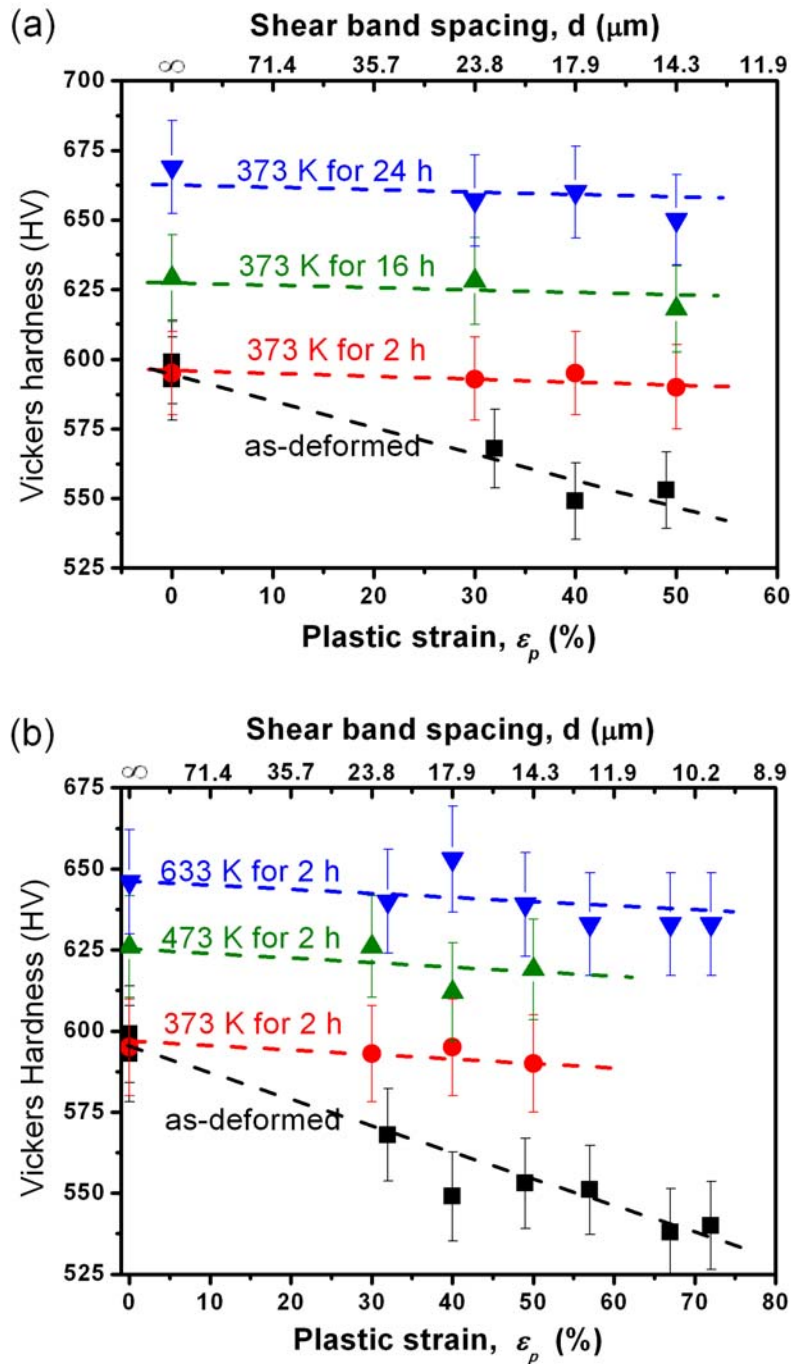 (a)
Shear band spacing, d (μm)
∞ 71.4 35.7 23.8 17.9 14.3 11.9
700
675
650
625
600
575
550
525
Vickers hardness (HV)
373 K for 24 h
373 K for 16 h
373 K for 2 h
as-deformed
0 10 20 30 40 50 60
Plastic strain, εp (%)
(b)
Shear band spacing, d (μm)
∞ 71.4 35.7 23.8 17.9 14.3 11.9 10.2 8.9
675
650
625
600
575
550
525
Vickers Hardness (HV)
633 K for 2 h
473 K for 2 h
373 K for 2 h
as-deformed
0 10 20 30 40 50 60 70 80
Plastic strain, εp (%)